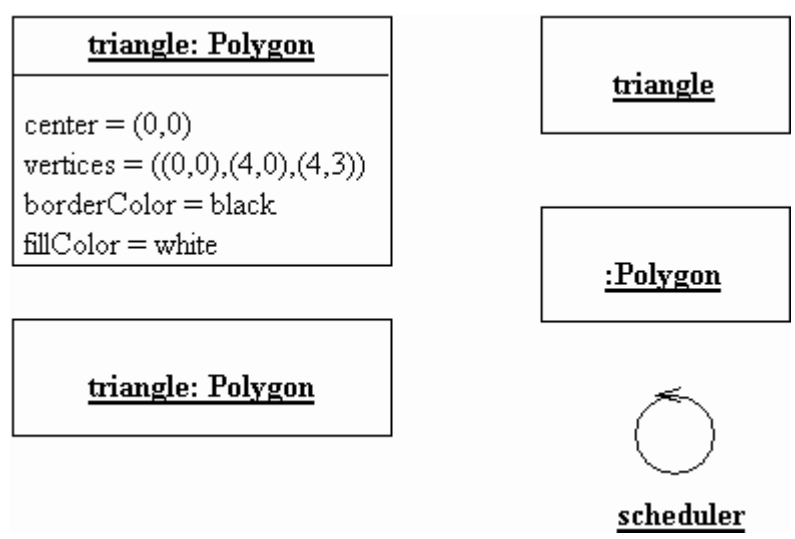 triangle: Polygon
center = (0,0)
vertices = ((0,0),(4,0),(4,3))
borderColor = black
fillColor = white
triangle: Polygon
triangle
:Polygon
scheduler